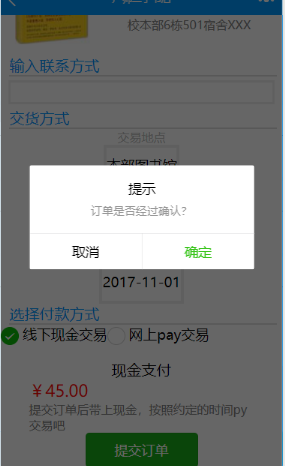 校本部6栋501宿舍XXX
输入联系方式
交货方式
交易地点
本部图书馆
提示
订单是否经过确认?
取消
确定
2017-11-01
选择付款方式
线下现金交易 网上pay交易
现金支付
￥45.00
提交订单后带上现金，按照约定的时间py
交易吧
提交订单